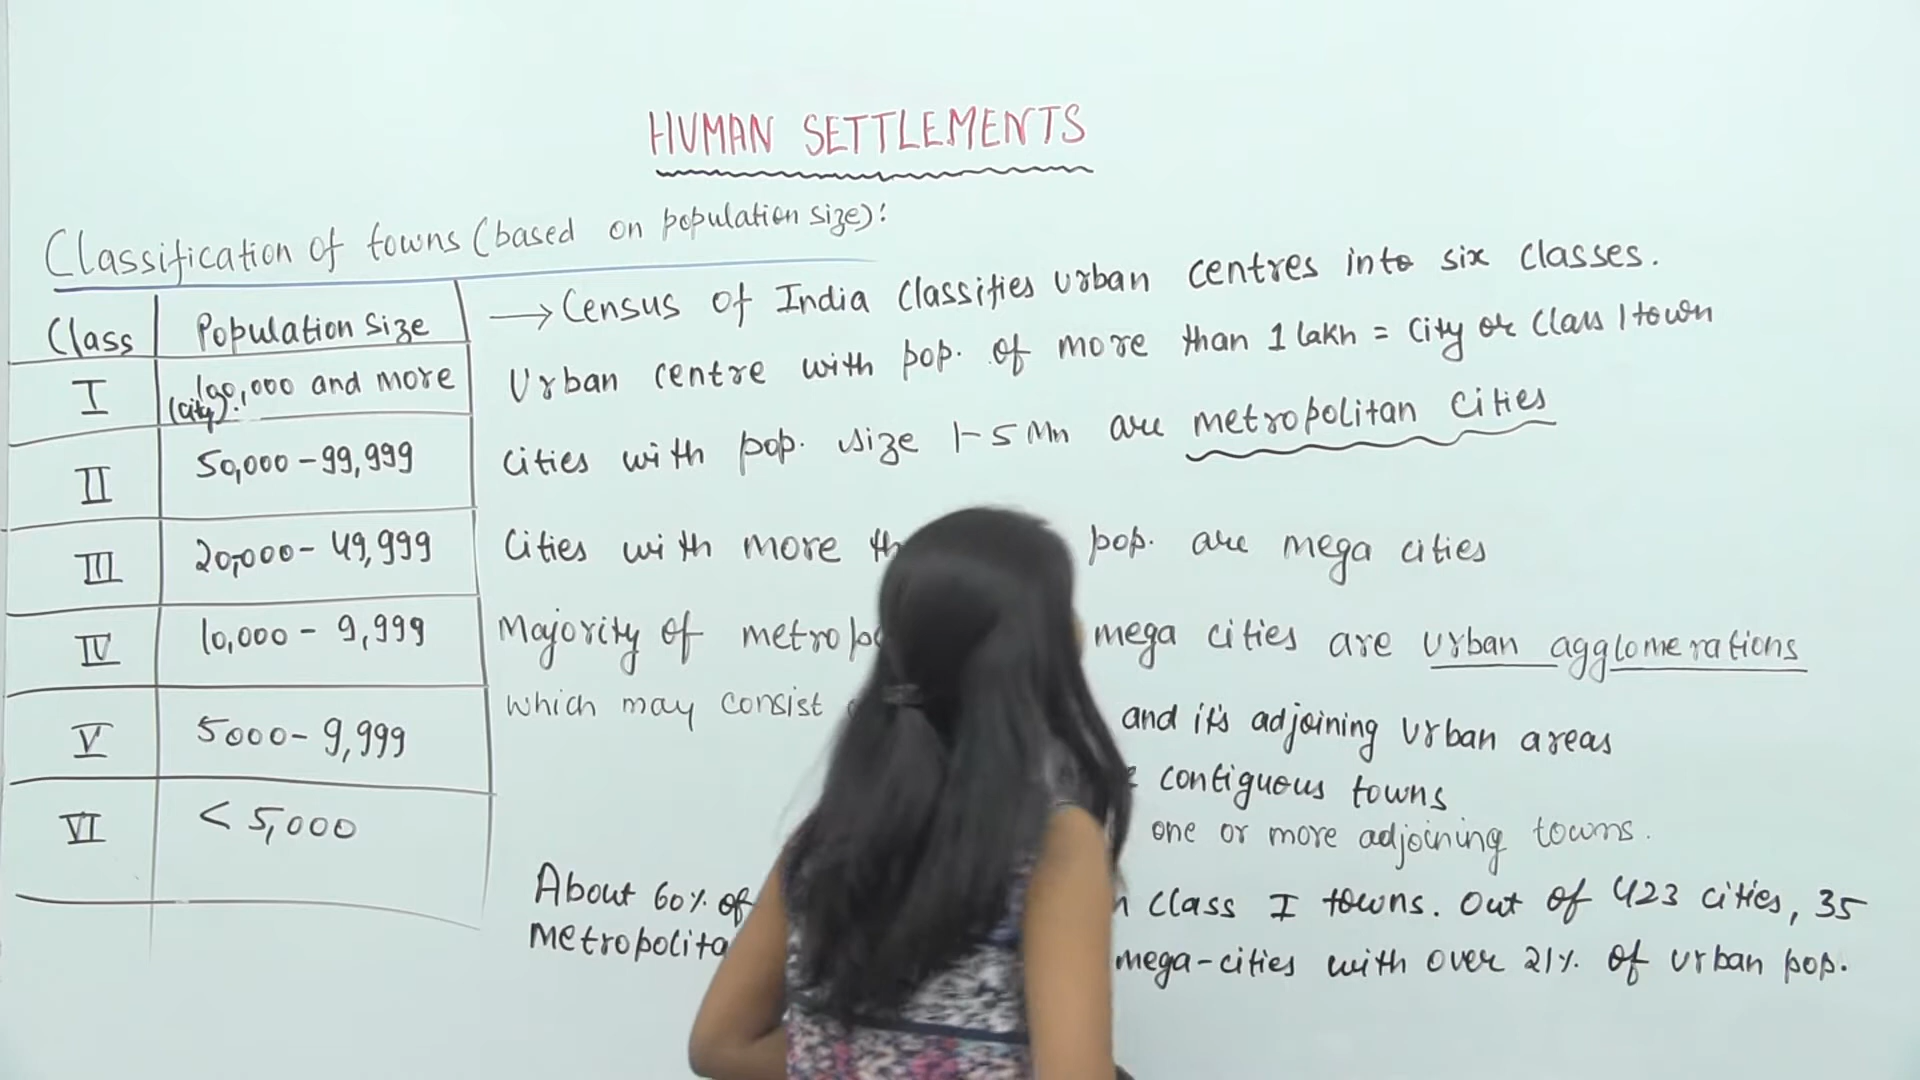 HUMAN SETTLEMENTS
Classification of towns (based on population size):
Class Population Size
I 100,000 and more
(city)
II 50,000 - 99,999
III 20,000 - 49,999
IV 10,000 - 9,999
V 5000 - 9,999
VI < 5,000
→ Census of India classifies urban centres into six classes.
Urban centre with pop. of more than 1 lakh = city or class 1 town
Cities with pop. size 1-5 Mn are metropolitan cities
Cities with more th pop. are mega cities
Majority of metrop mega cities are urban agglomerations
which may consist and it's adjoining urban areas
contiguous towns
one or more adjoining towns.
About 60% of class I towns. Out of 423 cities, 35
metropolita mega-cities with over 21% of urban pop.